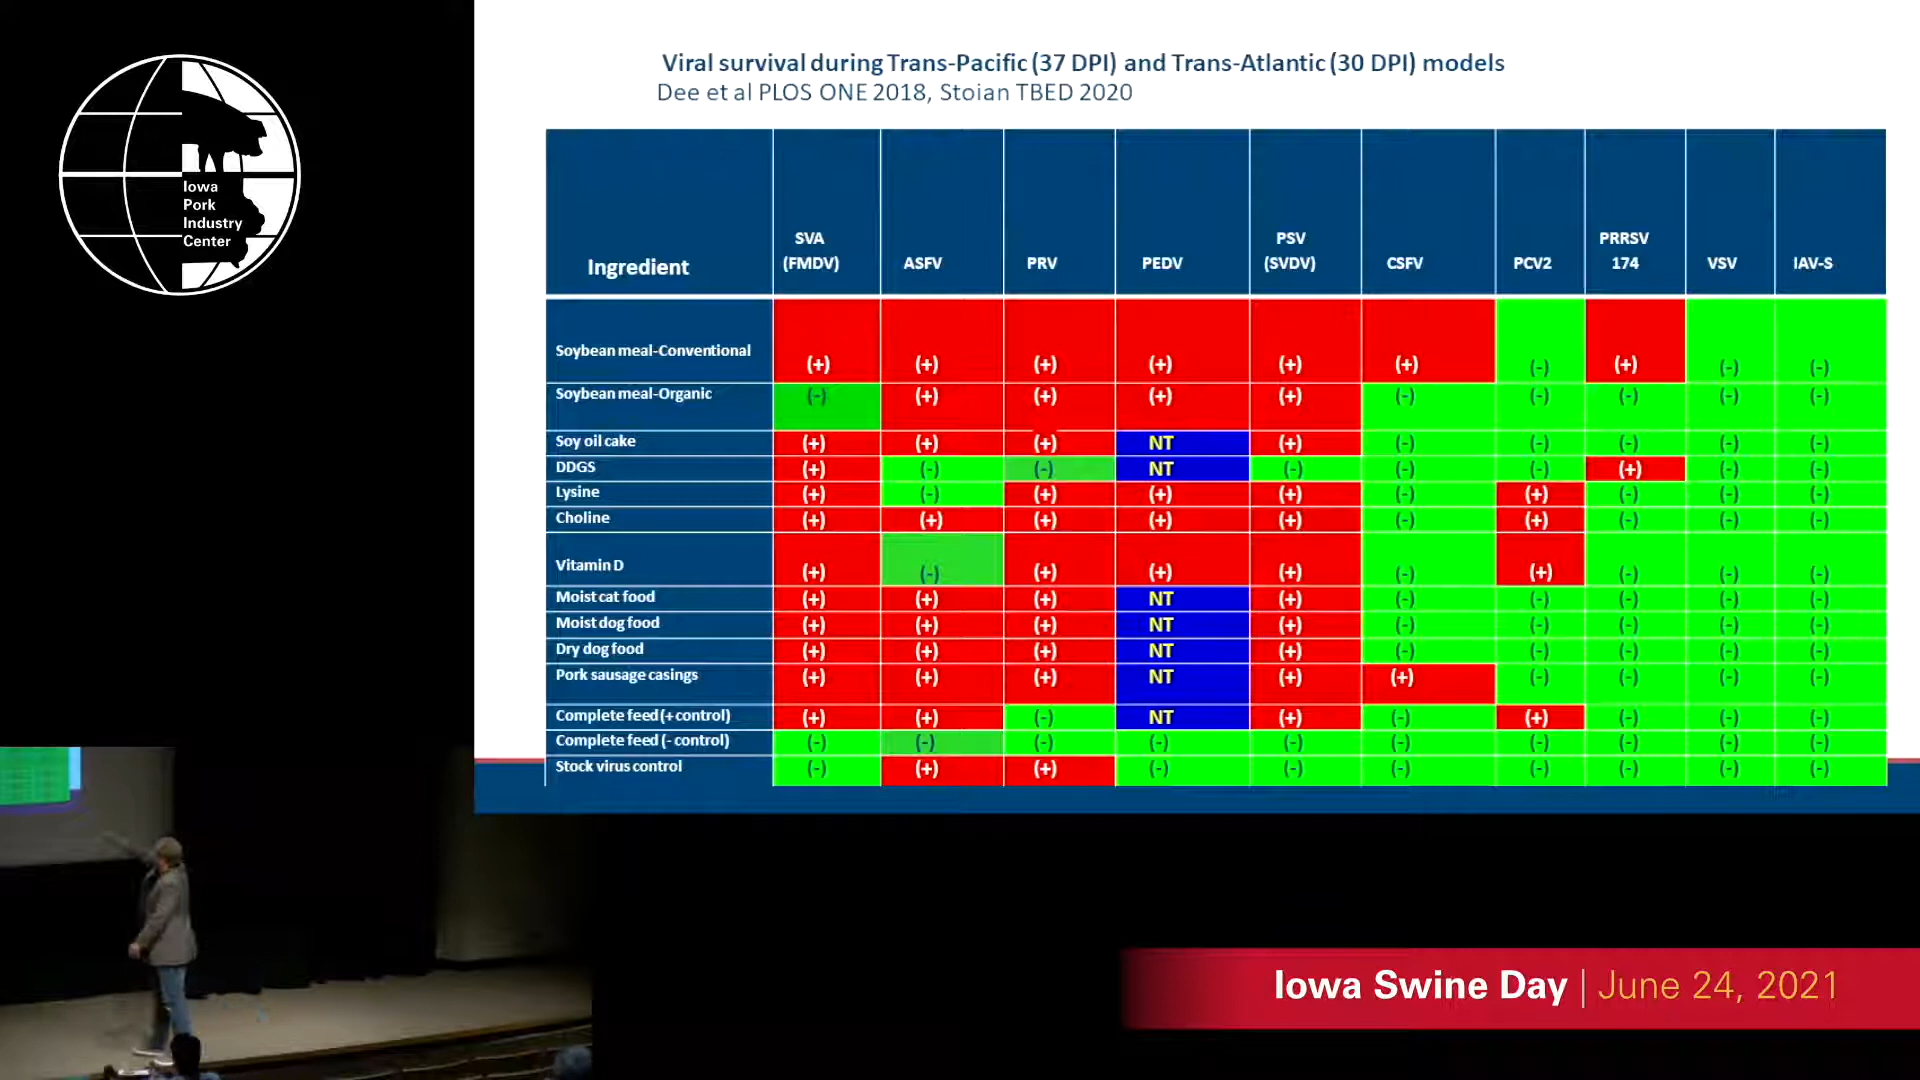 Iowa
Pork
Industry
Center
Viral survival during Trans-Pacific (37 DPI) and Trans-Atlantic (30 DPI) models
Dee et al PLOS ONE 2018, Stoian TBED 2020
Ingredient SVA (FMDV) ASFV PRV PEDV PSV (SVDV) CSFV PCV2 PRRSV 174 VSV IAV-S
Soybean meal-Conventional (+) (+) (+) (+) (+) (+) (-) (+) (-) (-)
Soybean meal-Organic (-) (+) (+) (+) (+) (-) (-) (-) (-) (-)
Soy oil cake (+) (+) (+) NT (+) (-) (-) (-) (-) (-)
DDGS (+) (-) (-) NT (-) (-) (-) (+) (-) (-)
Lysine (+) (-) (+) (+) (+) (-) (+) (-) (-) (-)
Choline (+) (+) (+) (+) (+) (-) (+) (-) (-) (-)
Vitamin D (+) (-) (+) (+) (+) (-) (+) (-) (-) (-)
Moist cat food (+) (+) (+) NT (+) (-) (-) (-) (-) (-)
Moist dog food (+) (+) (+) NT (+) (-) (-) (-) (-) (-)
Dry dog food (+) (+) (+) NT (+) (-) (-) (-) (-) (-)
Pork sausage casings (+) (+) (+) NT (+) (+) (-) (-) (-) (-)
Complete feed (+ control) (+) (+) (-) NT (+) (-) (+) (-) (-) (-)
Complete feed (- control) (-) (-) (-) (-) (-) (-) (-) (-) (-) (-)
Stock virus control (-) (+) (+) (-) (-) (-) (-) (-) (-) (-)
Iowa Swine Day | June 24, 2021